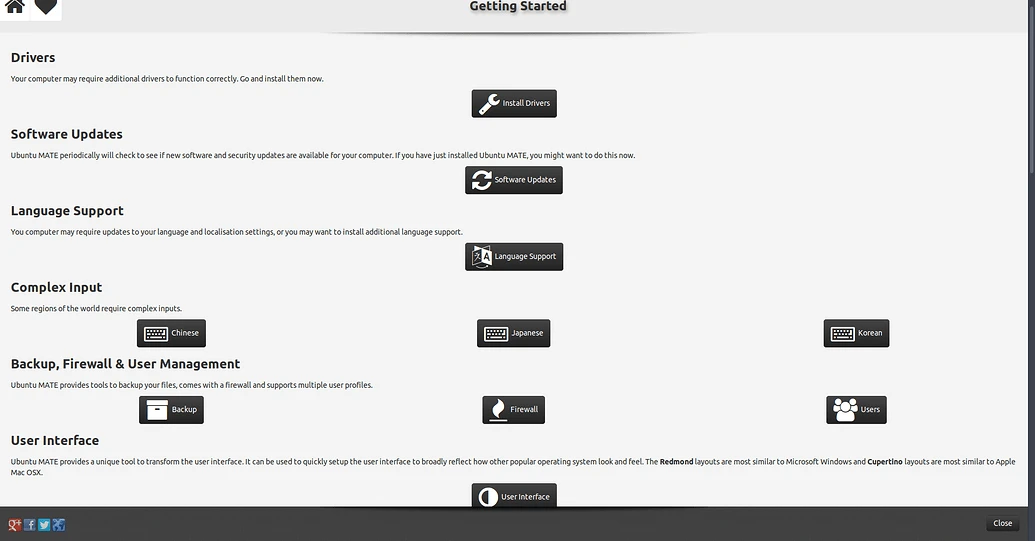 Getting Started
Drivers
Your computer may require additional drivers to function correctly. Go and install them now.
Install Drivers
Software Updates
Ubuntu MATE periodically will check to see if new software and security updates are available for your computer. If you have just installed Ubuntu MATE, you might want to do this now.
Software Updates
Language Support
You computer may require updates to your language and localisation settings, or you may want to install additional language support.
Language Support
Complex Input
Some regions of the world require complex inputs.
Chinese
Japanese
Korean
Backup, Firewall & User Management
Ubuntu MATE provides tools to backup your files, comes with a firewall and supports multiple user profiles.
Backup
Firewall
Users
User Interface
Ubuntu MATE provides a unique tool to transform the user interface. It can be used to quickly setup the user interface to broadly reflect how other popular operating system look and feel. The Redmond layouts are most similar to Microsoft Windows and Cupertino layouts are most similar to Apple
Mac OSX.
User Interface
Close